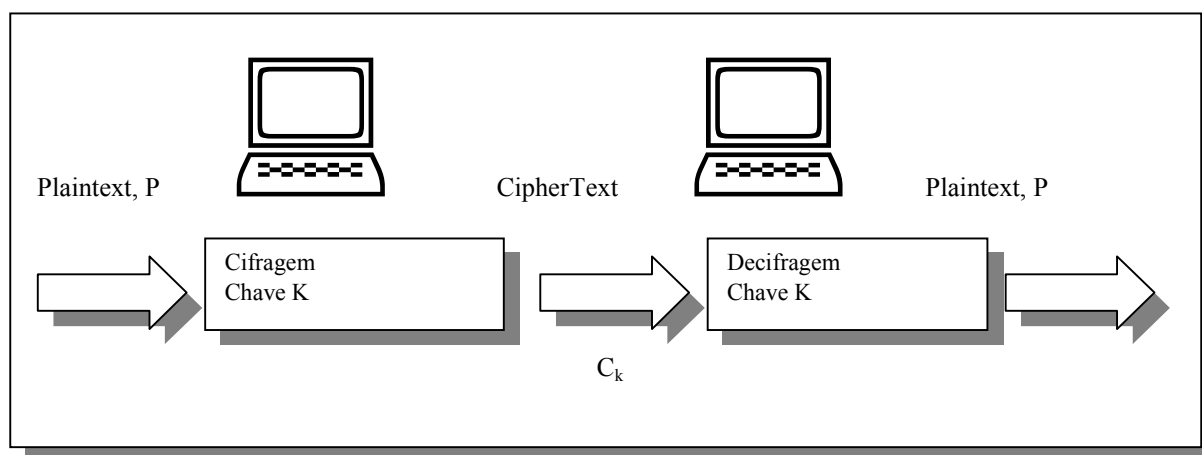 Plaintext, P
CipherText
Plaintext, P
Cifragem
Chave K
Decifragem
Chave K
Cₖ